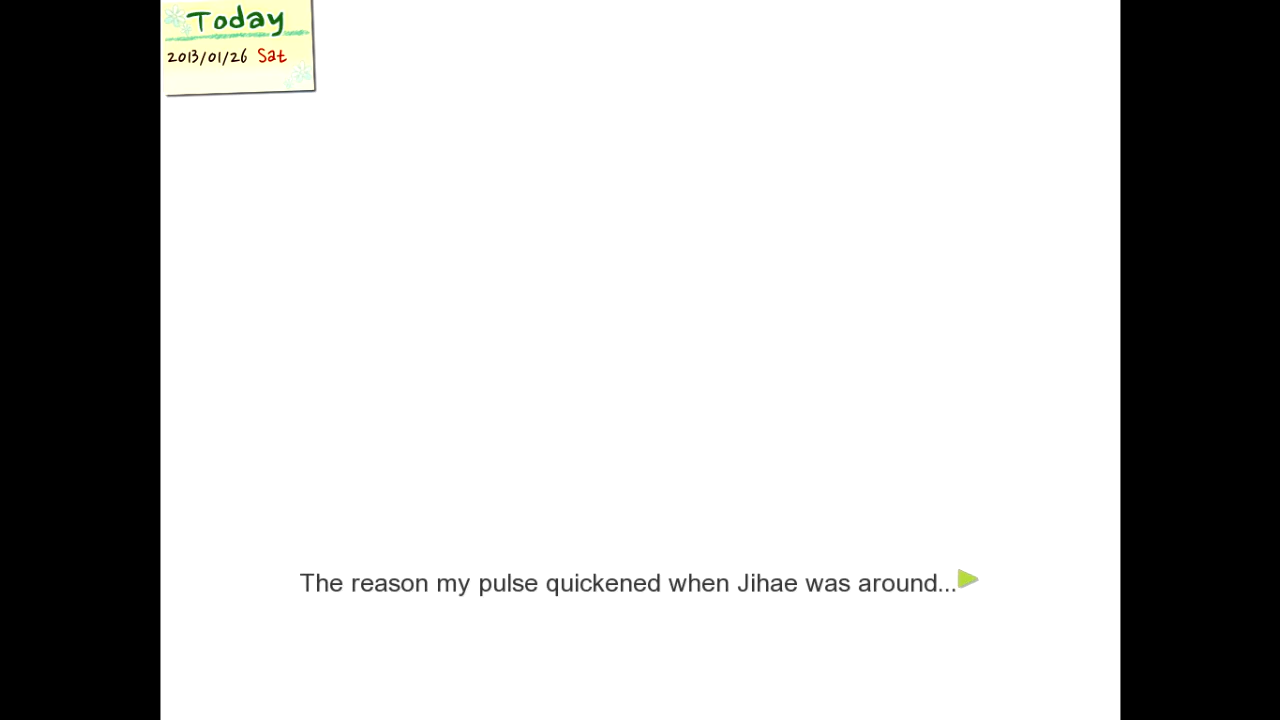 Today
2013/01/26 Sat
The reason my pulse quickened when Jihae was around...